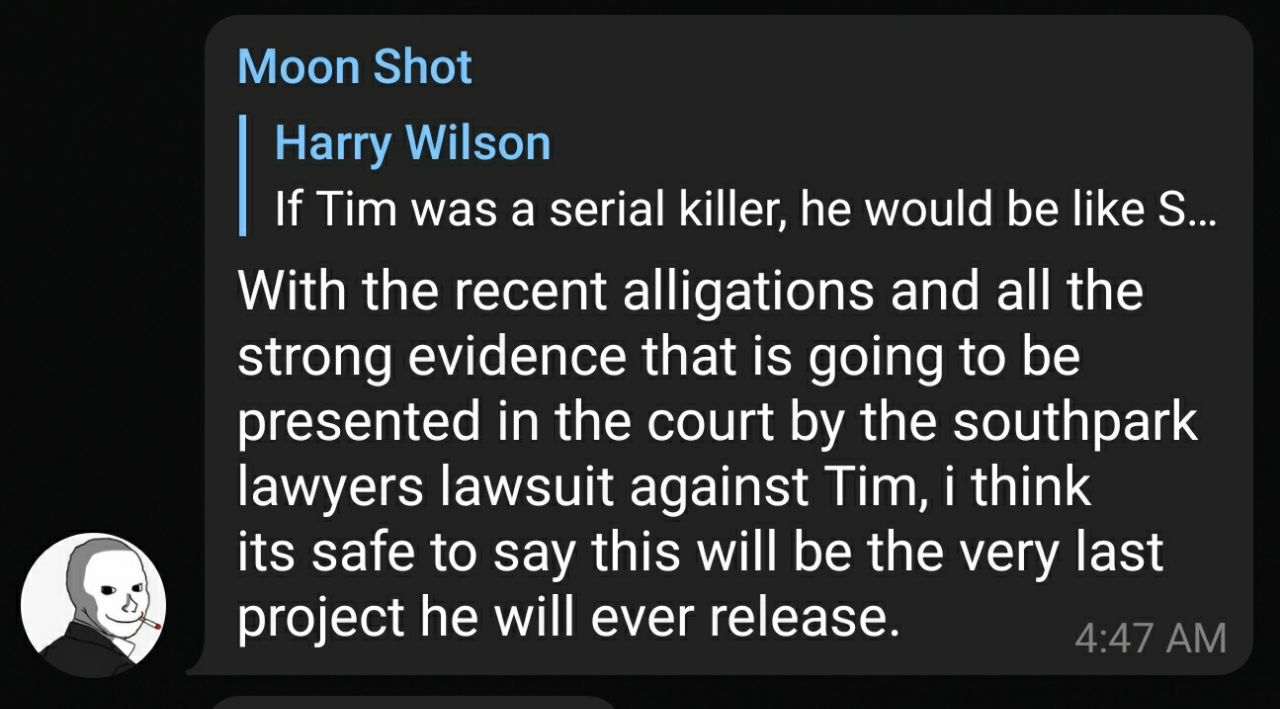 Moon Shot
Harry Wilson
If Tim was a serial killer, he would be like S...
With the recent alligations and all the
strong evidence that is going to be
presented in the court by the southpark
lawyers lawsuit against Tim, i think
its safe to say this will be the very last
project he will ever release.
4:47 AM